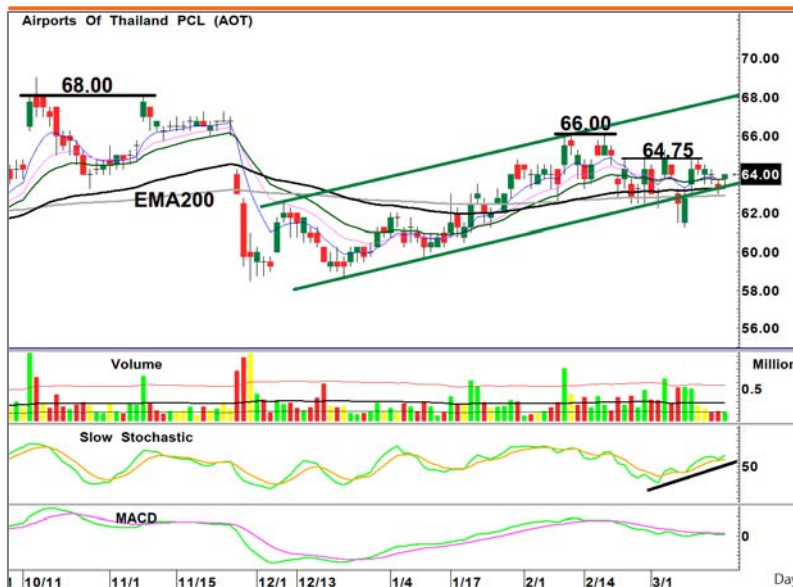 Airports Of Thailand PCL (AOT)
70.00
68.00
68.00
66.00
66.00
64.75
64.00
EMA200
62.00
60.00
58.00
56.00
Volume
Million
0.5
Slow Stochastic
50
MACD
0
10/11 11/1 11/15 12/1 12/13 1/4 1/17 2/1 2/14 3/1 Da